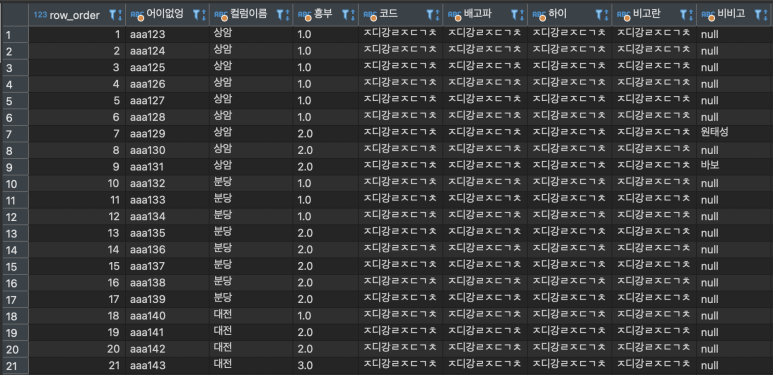 123 row_order ABC 어이없엉 ABC 컬럼이름 ABC 흥부 ABC 코드 ABC 배고파 ABC 하이 ABC 비고란 ABC 비비고
1 1 aaa123 상암 1.0 ㅈ디강ㄹㅈㄷㄱㅊ ㅈ디강ㄹㅈㄷㄱㅊ ㅈ디강ㄹㅈㄷㄱㅊ ㅈ디강ㄹㅈㄷㄱㅊ null
2 2 aaa124 상암 1.0 ㅈ디강ㄹㅈㄷㄱㅊ ㅈ디강ㄹㅈㄷㄱㅊ ㅈ디강ㄹㅈㄷㄱㅊ ㅈ디강ㄹㅈㄷㄱㅊ null
3 3 aaa125 상암 1.0 ㅈ디강ㄹㅈㄷㄱㅊ ㅈ디강ㄹㅈㄷㄱㅊ ㅈ디강ㄹㅈㄷㄱㅊ ㅈ디강ㄹㅈㄷㄱㅊ null
4 4 aaa126 상암 1.0 ㅈ디강ㄹㅈㄷㄱㅊ ㅈ디강ㄹㅈㄷㄱㅊ ㅈ디강ㄹㅈㄷㄱㅊ ㅈ디강ㄹㅈㄷㄱㅊ null
5 5 aaa127 상암 1.0 ㅈ디강ㄹㅈㄷㄱㅊ ㅈ디강ㄹㅈㄷㄱㅊ ㅈ디강ㄹㅈㄷㄱㅊ ㅈ디강ㄹㅈㄷㄱㅊ null
6 6 aaa128 상암 1.0 ㅈ디강ㄹㅈㄷㄱㅊ ㅈ디강ㄹㅈㄷㄱㅊ ㅈ디강ㄹㅈㄷㄱㅊ ㅈ디강ㄹㅈㄷㄱㅊ null
7 7 aaa129 상암 2.0 ㅈ디강ㄹㅈㄷㄱㅊ ㅈ디강ㄹㅈㄷㄱㅊ ㅈ디강ㄹㅈㄷㄱㅊ ㅈ디강ㄹㅈㄷㄱㅊ 원태성
8 8 aaa130 상암 2.0 ㅈ디강ㄹㅈㄷㄱㅊ ㅈ디강ㄹㅈㄷㄱㅊ ㅈ디강ㄹㅈㄷㄱㅊ ㅈ디강ㄹㅈㄷㄱㅊ null
9 9 aaa131 상암 2.0 ㅈ디강ㄹㅈㄷㄱㅊ ㅈ디강ㄹㅈㄷㄱㅊ ㅈ디강ㄹㅈㄷㄱㅊ ㅈ디강ㄹㅈㄷㄱㅊ 바보
10 10 aaa132 분당 1.0 ㅈ디강ㄹㅈㄷㄱㅊ ㅈ디강ㄹㅈㄷㄱㅊ ㅈ디강ㄹㅈㄷㄱㅊ ㅈ디강ㄹㅈㄷㄱㅊ null
11 11 aaa133 분당 1.0 ㅈ디강ㄹㅈㄷㄱㅊ ㅈ디강ㄹㅈㄷㄱㅊ ㅈ디강ㄹㅈㄷㄱㅊ ㅈ디강ㄹㅈㄷㄱㅊ null
12 12 aaa134 분당 1.0 ㅈ디강ㄹㅈㄷㄱㅊ ㅈ디강ㄹㅈㄷㄱㅊ ㅈ디강ㄹㅈㄷㄱㅊ ㅈ디강ㄹㅈㄷㄱㅊ null
13 13 aaa135 분당 2.0 ㅈ디강ㄹㅈㄷㄱㅊ ㅈ디강ㄹㅈㄷㄱㅊ ㅈ디강ㄹㅈㄷㄱㅊ ㅈ디강ㄹㅈㄷㄱㅊ null
14 14 aaa136 분당 2.0 ㅈ디강ㄹㅈㄷㄱㅊ ㅈ디강ㄹㅈㄷㄱㅊ ㅈ디강ㄹㅈㄷㄱㅊ ㅈ디강ㄹㅈㄷㄱㅊ null
15 15 aaa137 분당 2.0 ㅈ디강ㄹㅈㄷㄱㅊ ㅈ디강ㄹㅈㄷㄱㅊ ㅈ디강ㄹㅈㄷㄱㅊ ㅈ디강ㄹㅈㄷㄱㅊ null
16 16 aaa138 분당 2.0 ㅈ디강ㄹㅈㄷㄱㅊ ㅈ디강ㄹㅈㄷㄱㅊ ㅈ디강ㄹㅈㄷㄱㅊ ㅈ디강ㄹㅈㄷㄱㅊ null
17 17 aaa139 분당 2.0 ㅈ디강ㄹㅈㄷㄱㅊ ㅈ디강ㄹㅈㄷㄱㅊ ㅈ디강ㄹㅈㄷㄱㅊ ㅈ디강ㄹㅈㄷㄱㅊ null
18 18 aaa140 대전 1.0 ㅈ디강ㄹㅈㄷㄱㅊ ㅈ디강ㄹㅈㄷㄱㅊ ㅈ디강ㄹㅈㄷㄱㅊ ㅈ디강ㄹㅈㄷㄱㅊ null
19 19 aaa141 대전 2.0 ㅈ디강ㄹㅈㄷㄱㅊ ㅈ디강ㄹㅈㄷㄱㅊ ㅈ디강ㄹㅈㄷㄱㅊ ㅈ디강ㄹㅈㄷㄱㅊ null
20 20 aaa142 대전 2.0 ㅈ디강ㄹㅈㄷㄱㅊ ㅈ디강ㄹㅈㄷㄱㅊ ㅈ디강ㄹㅈㄷㄱㅊ ㅈ디강ㄹㅈㄷㄱㅊ null
21 21 aaa143 대전 3.0 ㅈ디강ㄹㅈㄷㄱㅊ ㅈ디강ㄹㅈㄷㄱㅊ ㅈ디강ㄹㅈㄷㄱㅊ ㅈ디강ㄹㅈㄷㄱㅊ null